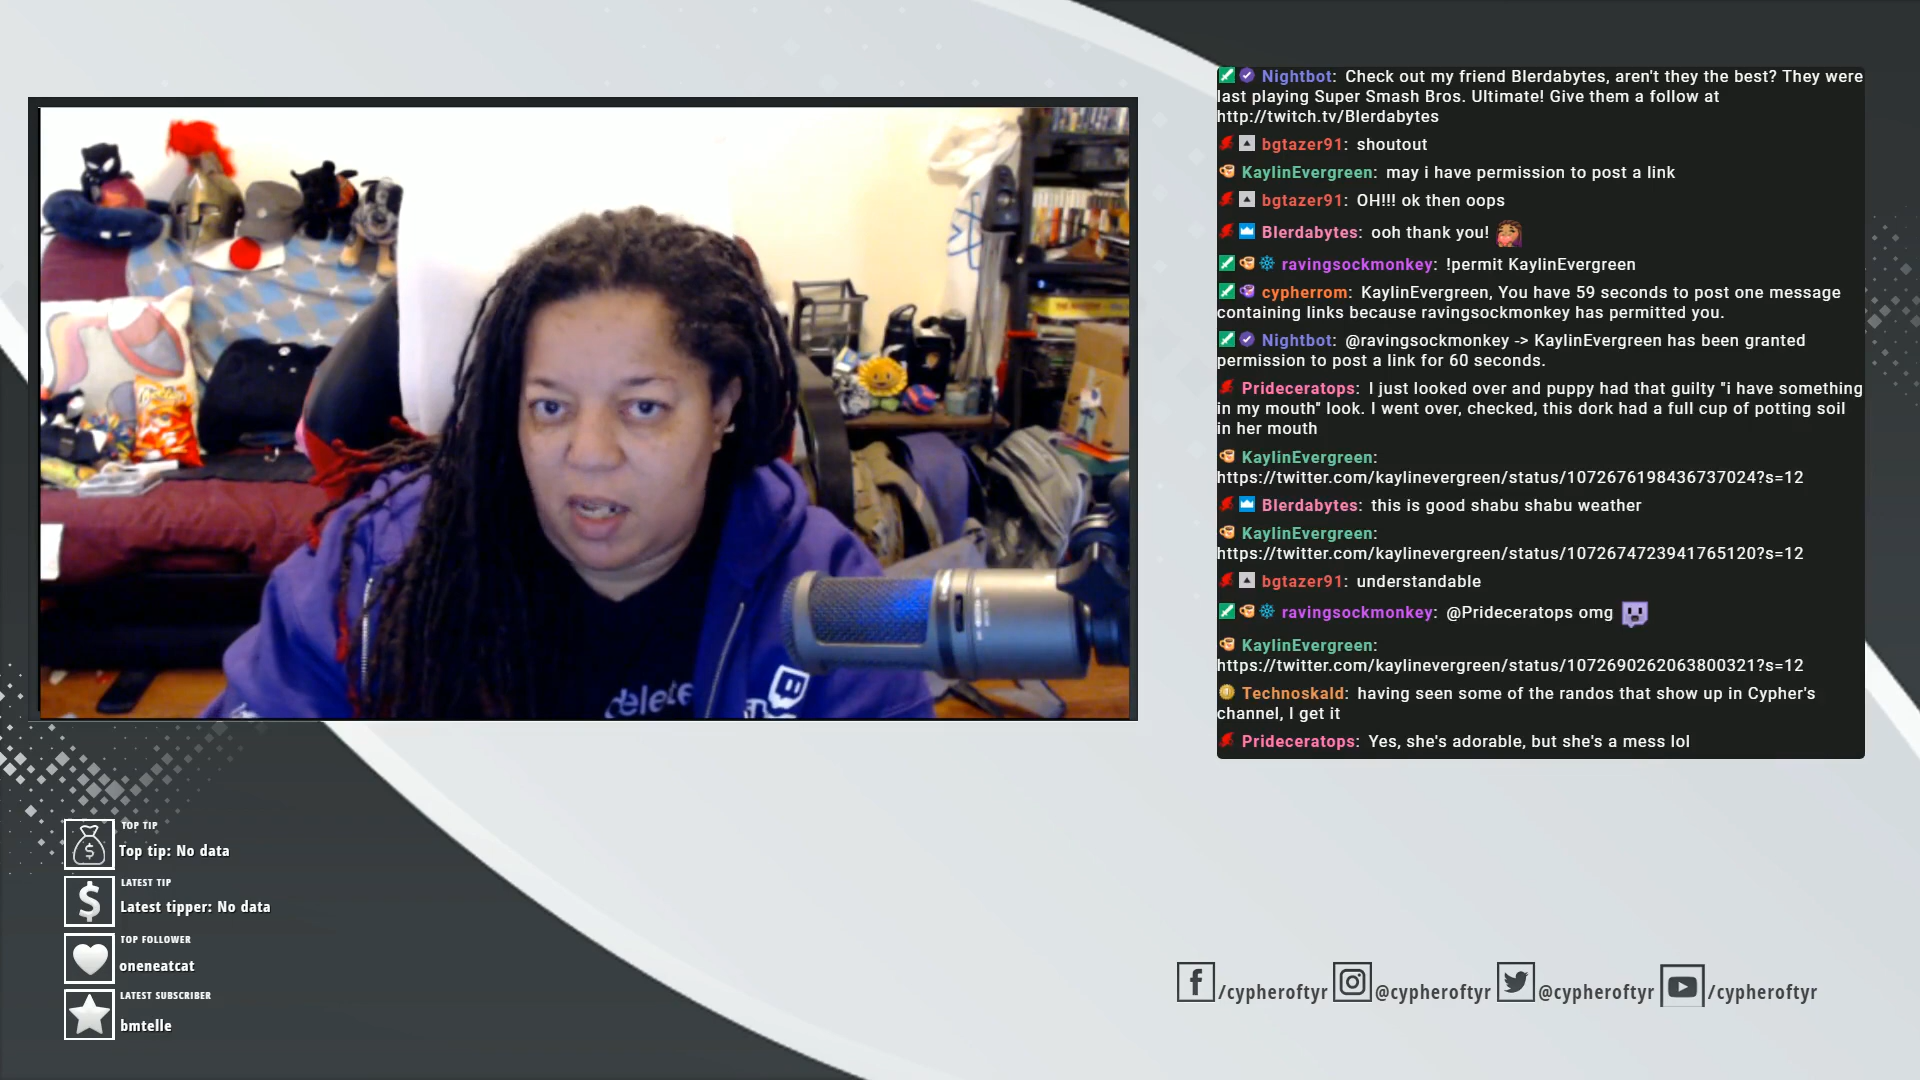 Nightbot: Check out my friend Blerdabytes, aren't they the best? They were
last playing Super Smash Bros. Ultimate! Give them a follow at
http://twitch.tv/Blerdabytes
bgtazer91: shoutout
KaylinEvergreen: may i have permission to post a link
bgtazer91: OH!!! ok then oops
Blerdabytes: ooh thank you!
ravingsockmonkey: !permit KaylinEvergreen
cypherrom: KaylinEvergreen, You have 59 seconds to post one message
containing links because ravingsockmonkey has permitted you.
Nightbot: @ravingsockmonkey -> KaylinEvergreen has been granted
permission to post a link for 60 seconds.
Prideceratops: I just looked over and puppy had that guilty "i have something
in my mouth" look. I went over, checked, this dork had a full cup of potting soil
in her mouth
KaylinEvergreen:
https://twitter.com/kaylinevergreen/status/1072676198436737024?s=12
Blerdabytes: this is good shabu shabu weather
KaylinEvergreen:
https://twitter.com/kaylinevergreen/status/1072674723941765120?s=12
bgtazer91: understandable
ravingsockmonkey: @Prideceratops omg
KaylinEvergreen:
https://twitter.com/kaylinevergreen/status/1072690262063800321?s=12
Technoskald: having seen some of the randos that show up in Cypher's
channel, I get it
Prideceratops: Yes, she's adorable, but she's a mess lol
delete
TOP TIP
Top tip: No data
LATEST TIP
Latest tipper: No data
TOP FOLLOWER
oneneatcat
LATEST SUBSCRIBER
bmtelle
/cypheroftyr @cypheroftyr @cypheroftyr /cypheroftyr